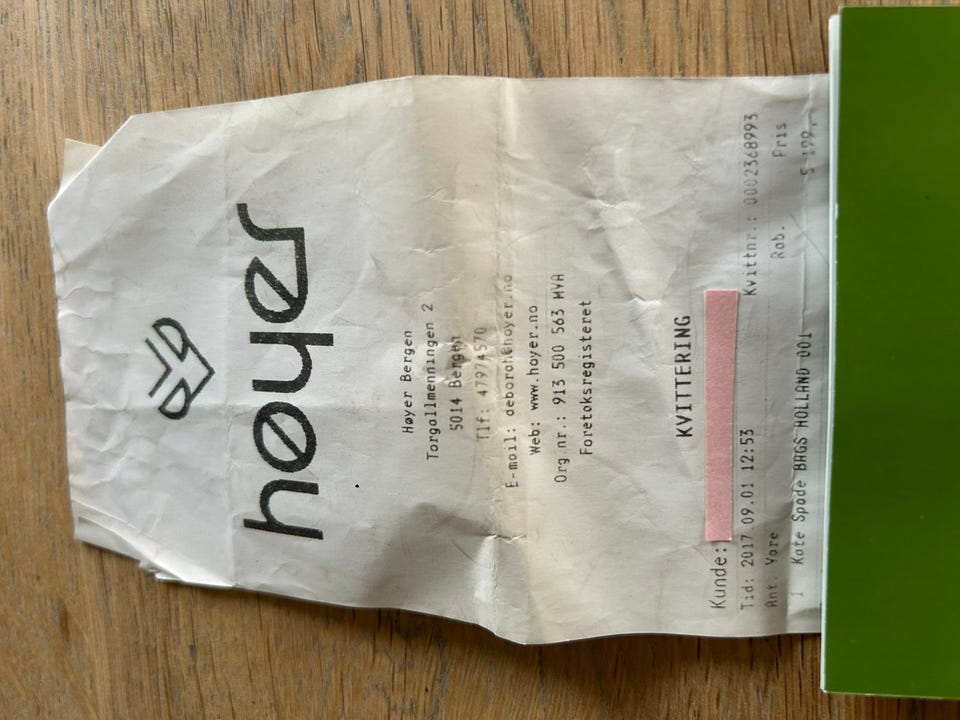 høyer
Høyer Bergen
Torgallmenningen 2
5014 Bergen
Tlf: 47974570
E-mail: deborah@hoyer.no
Web: www.hoyer.no
Org nr.: 913 500 563 MVA
Foretaksregisteret
KVITTERING
Kunde:
Tid: 2017.09.01 12:53 Kvittnr.: 0002368993
Ant. Vare Rab. Pris
1 Kate Spade BAGS HOLLAND 001 5 199,